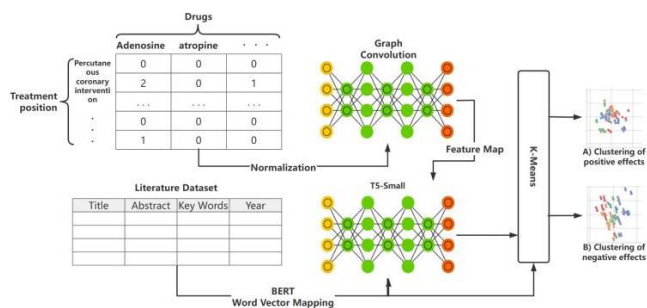 Drugs
Adenosine atropine . . .
Percutane
ous
coronary
interventi
on
Treatment
position
.
.
.
0 0 0
2 0 1
... ... ...
0 0 0
1 0 0
Normalization
Graph
Convolution
Feature Map
Literature Dataset
Title Abstract Key Words Year
T5-Small
BERT
Word Vector Mapping
K-Means
A) Clustering of
positive effects
B) Clustering of
negative effects